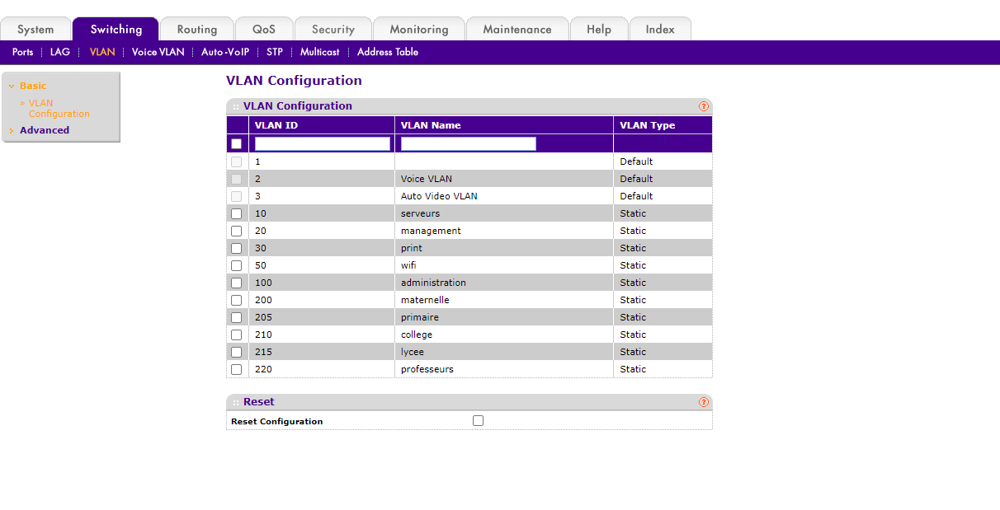 System Switching Routing QoS Security Monitoring Maintenance Help Index
Ports LAG VLAN Voice VLAN Auto-VoIP STP Multicast Address Table
Basic
VLAN
Configuration
Advanced
VLAN Configuration
VLAN Configuration ?
VLAN ID VLAN Name VLAN Type
1 Default
2 Voice VLAN Default
3 Auto Video VLAN Default
10 serveurs Static
20 management Static
30 print Static
50 wifi Static
100 administration Static
200 maternelle Static
205 primaire Static
210 college Static
215 lycee Static
220 professeurs Static
Reset ?
Reset Configuration